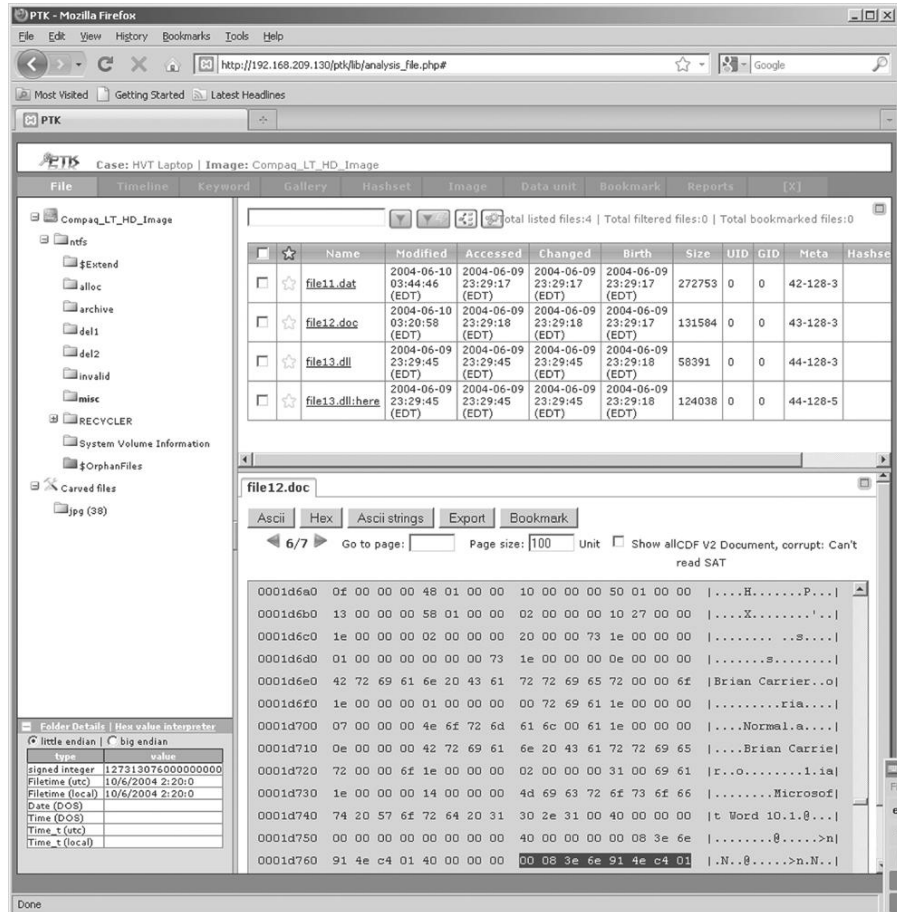 PTK - Mozilla Firefox
File Edit View History Bookmarks Tools Help
http://192.168.209.130/ptk/lib/analysis_file.php#
Google
Most Visited Getting Started Latest Headlines
PTK
PTK Case: HVT Laptop | Image: Compaq_LT_HD_Image
File Timeline Keyword Gallery Hashset Image Data unit Bookmark Reports [X]
Compaq_LT_HD_Image
ntfs
$Extend
alloc
archive
del1
del2
invalid
misc
RECYCLER
System Volume Information
$OrphanFiles
Carved files
jpg (38)
Total listed files:4 | Total filtered files:0 | Total bookmarked files:0
Name Modified Accessed Changed Birth Size UID GID Meta Hashse
file11.dat 2004-06-10 03:44:46 (EDT) 2004-06-09 23:29:17 (EDT) 2004-06-09 23:29:17 (EDT) 2004-06-09 23:29:17 (EDT) 272753 0 0 42-128-3
file12.doc 2004-06-10 03:20:58 (EDT) 2004-06-09 23:29:18 (EDT) 2004-06-09 23:29:18 (EDT) 2004-06-09 23:29:17 (EDT) 131584 0 0 43-128-3
file13.dll 2004-06-09 23:29:45 (EDT) 2004-06-09 23:29:45 (EDT) 2004-06-09 23:29:45 (EDT) 2004-06-09 23:29:18 (EDT) 58391 0 0 44-128-3
file13.dll:here 2004-06-09 23:29:45 (EDT) 2004-06-09 23:29:45 (EDT) 2004-06-09 23:29:45 (EDT) 2004-06-09 23:29:18 (EDT) 124038 0 0 44-128-5
file12.doc
Ascii Hex Ascii strings Export Bookmark
6/7 Go to page: Page size: 100 Unit Show allCDF V2 Document, corrupt: Can't
read SAT
0001d6a0 0f 00 00 00 48 01 00 00 10 00 00 00 50 01 00 00 |....H.......P...|
0001d6b0 13 00 00 00 58 01 00 00 02 00 00 00 10 27 00 00 |....X........'..|
0001d6c0 1e 00 00 00 02 00 00 00 20 00 00 73 1e 00 00 00 |........ ..s....|
0001d6d0 01 00 00 00 00 00 00 73 1e 00 00 00 0e 00 00 00 |.......s........|
0001d6e0 42 72 69 61 6e 20 43 61 72 72 69 65 72 00 00 6f |Brian Carrier..o|
0001d6f0 1e 00 00 00 01 00 00 00 00 72 69 61 1e 00 00 00 |.........ria....|
0001d700 07 00 00 00 4e 6f 72 6d 61 6c 00 61 1e 00 00 00 |....Normal.a....|
0001d710 0e 00 00 00 42 72 69 61 6e 20 43 61 72 72 69 65 |....Brian Carrie|
0001d720 72 00 00 6f 1e 00 00 00 02 00 00 00 31 00 69 61 |r..o........1.ia|
0001d730 1e 00 00 00 14 00 00 00 4d 69 63 72 6f 73 6f 66 |........Microsof|
0001d740 74 20 57 6f 72 64 20 31 30 2e 31 00 40 00 00 00 |t Word 10.1.@...|
0001d750 00 00 00 00 00 00 00 00 40 00 00 00 00 08 3e 6e |........@.....>n|
0001d760 91 4e c4 01 40 00 00 00 00 08 3e 6e 91 4e c4 01 |.N..@.....>n.N..|
Folder Details | Hex value interpreter
little endian | big endian
type value
signed integer 127313076000000000
Filetime (utc) 10/6/2004 2:20:0
Filetime (local) 10/6/2004 2:20:0
Date (DOS)
Time (DOS)
Time_t (utc)
Time_t (local)
Done